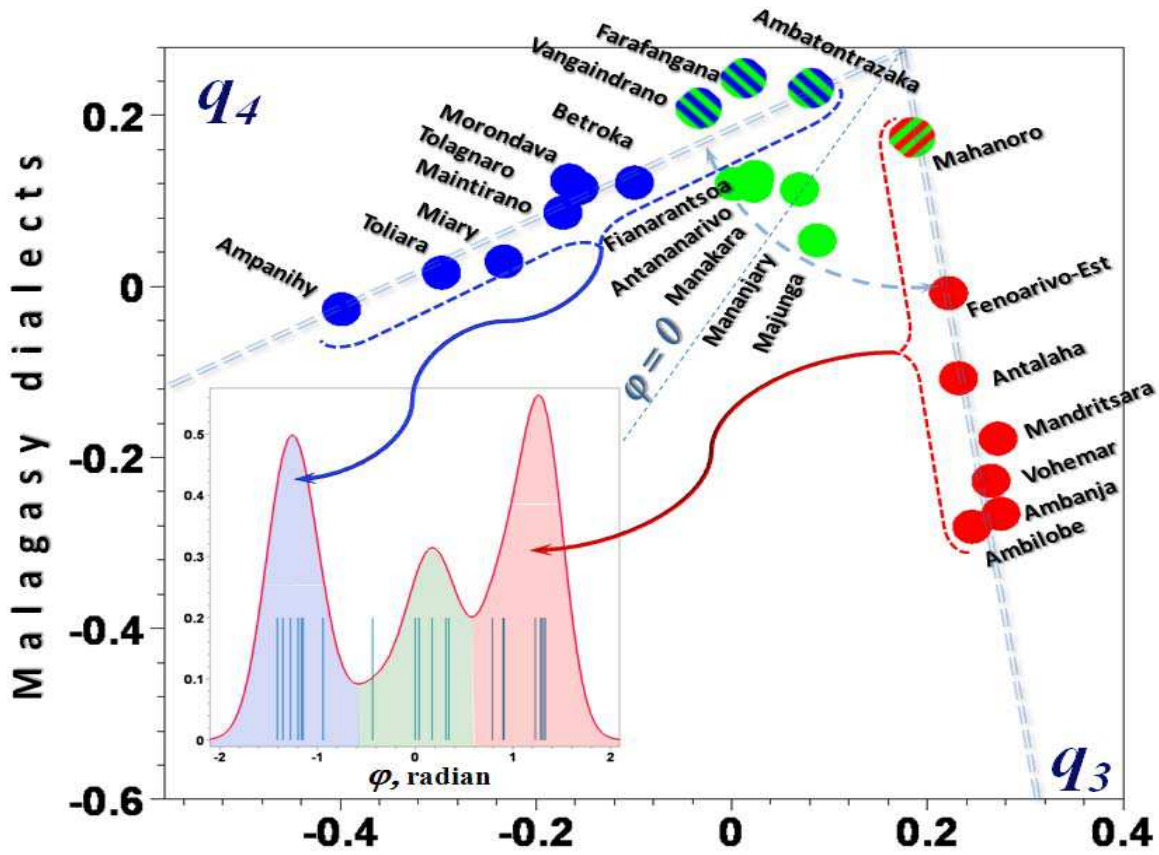 q4
Farafangana
Vangaindrano
Ambatontrazaka
Morondava
Tolagnaro
Maintirano
Betroka
Miary
Toliara
Ampanihy
Mahanoro
Fianarantsoa
Antananarivo
Manakara
Mananjary
Majunga
Fenoarivo-Est
Antalaha
Mandritsara
Vohemar
Ambanja
Ambilobe
φ = 0
Malagasy dialects
0.2
0
-0.2
-0.4
-0.6
0.5
0.4
0.3
0.2
0.1
0
-2 -1 0 1 2
φ, radian
q3
-0.4 -0.2 0 0.2 0.4